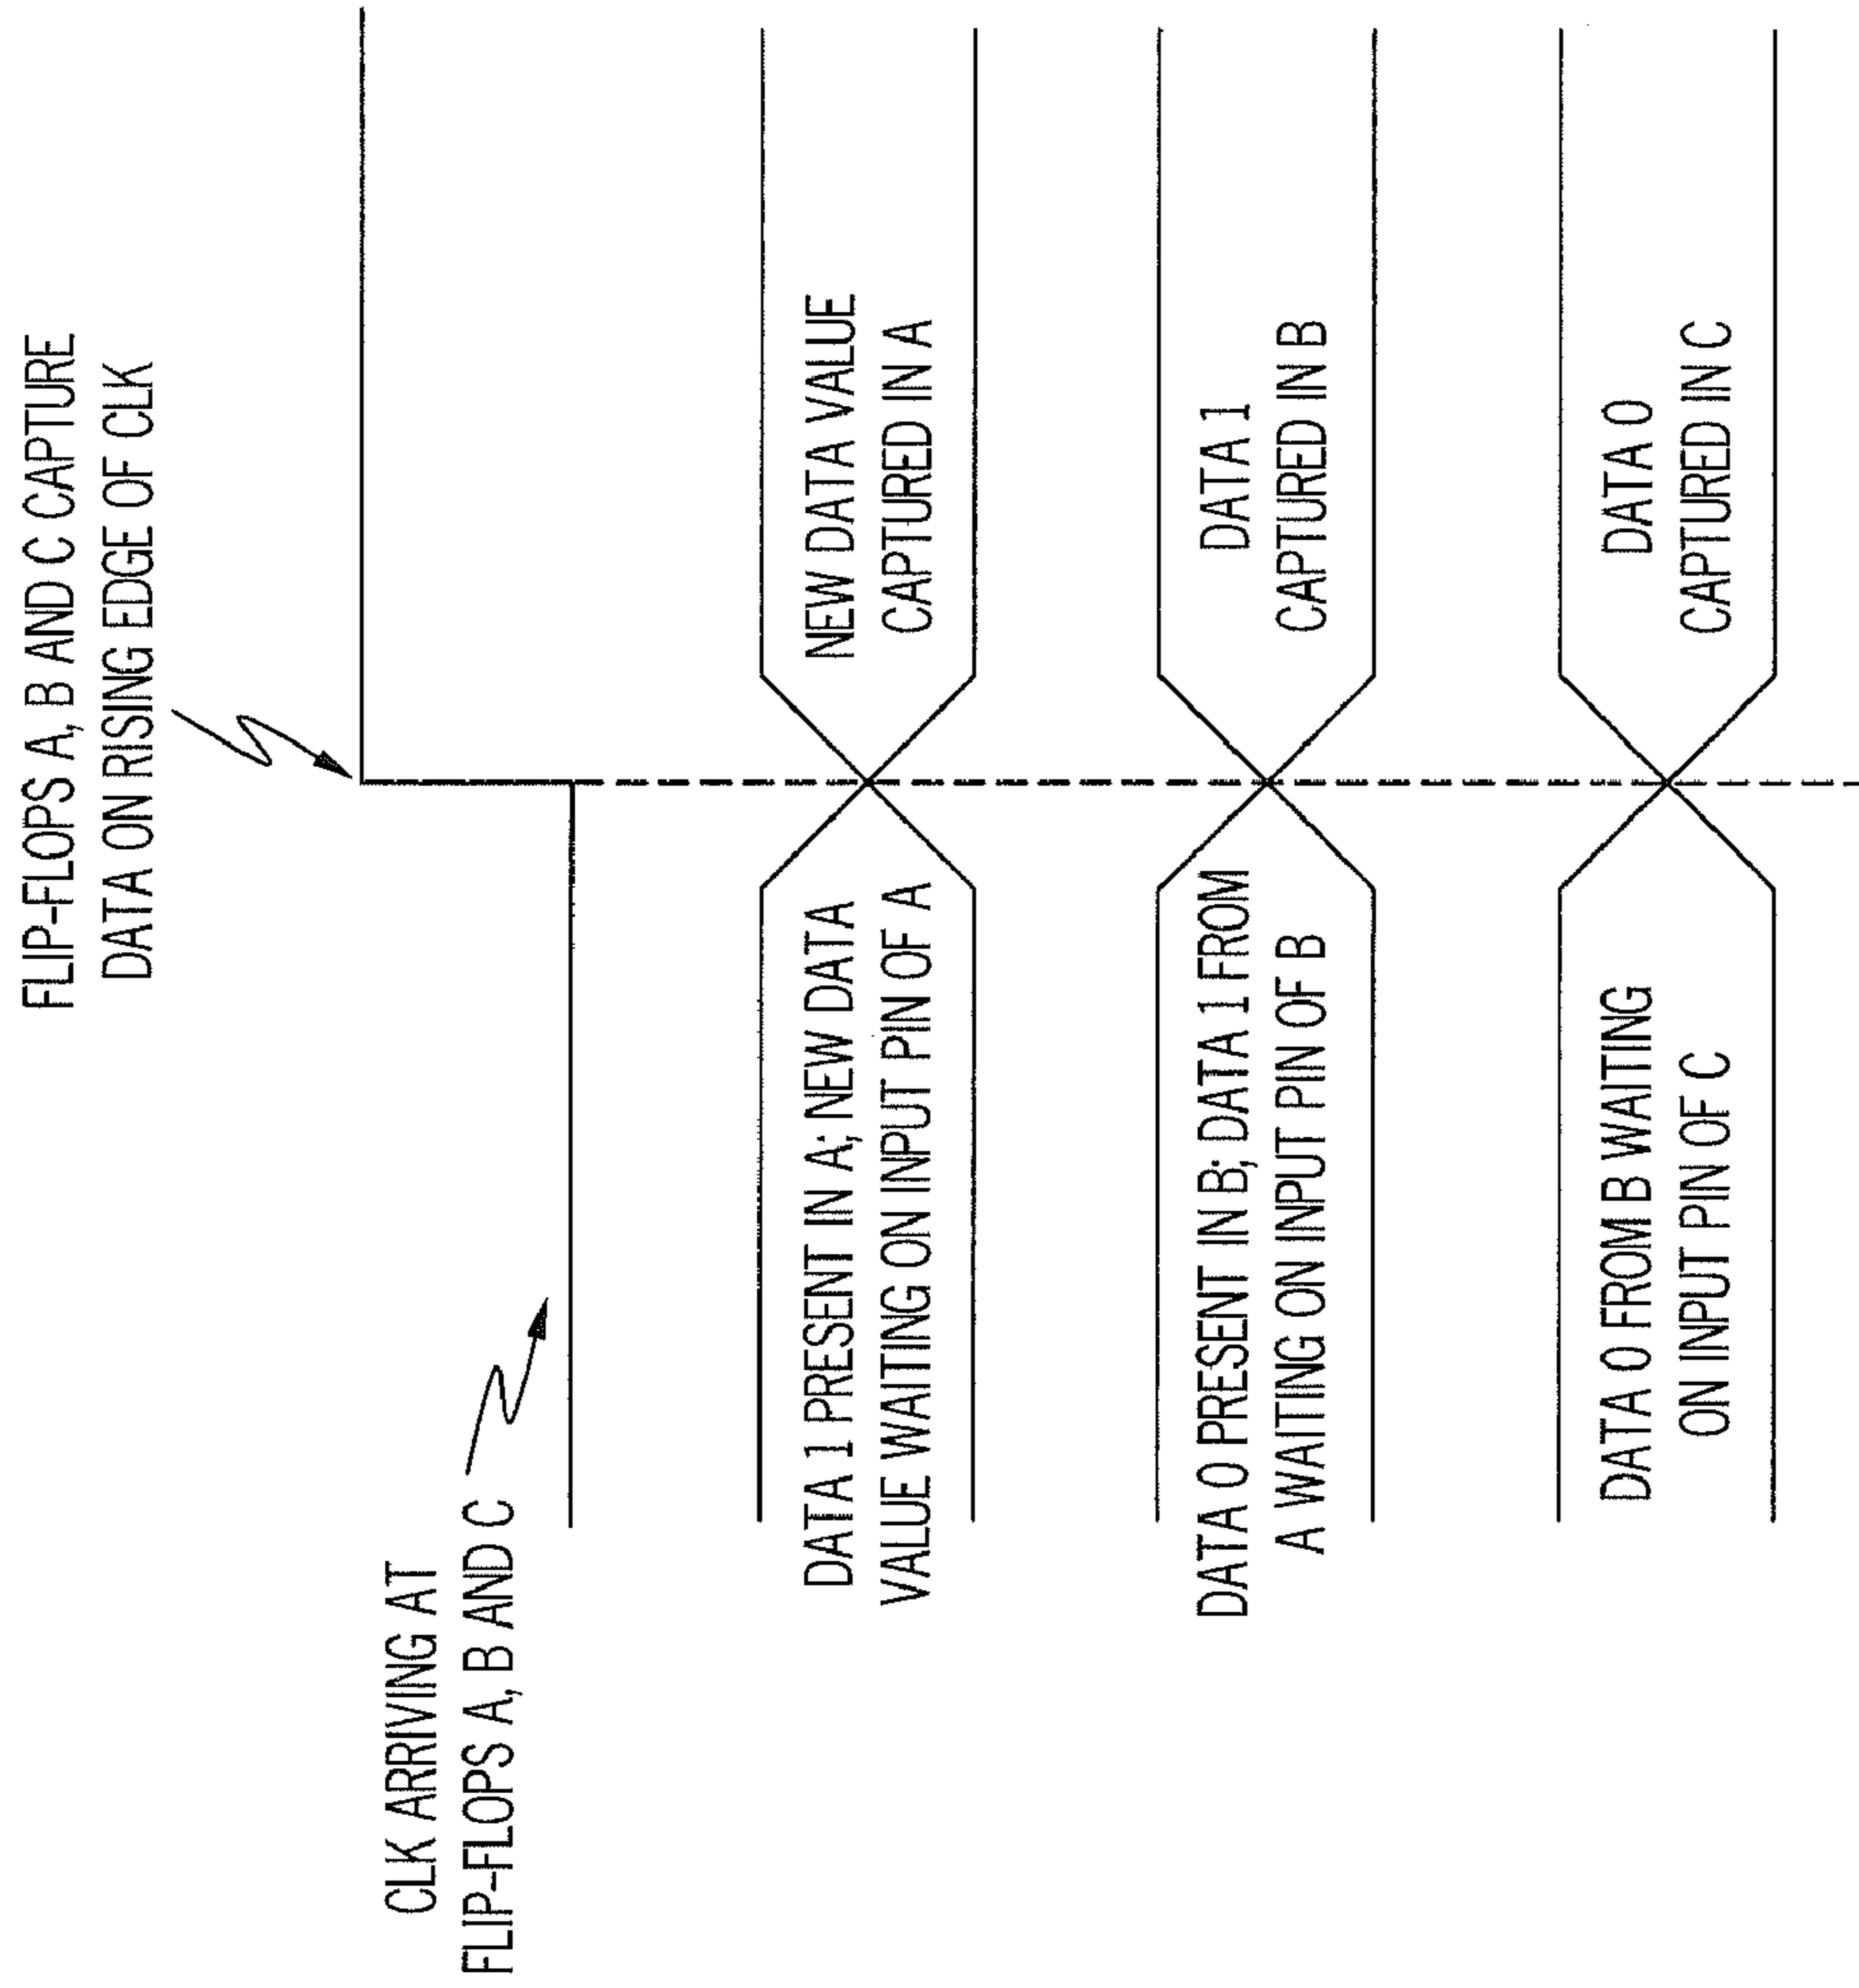 FLIP-FLOPS A, B AND C CAPTURE
DATA ON RISING EDGE OF CLK
CLK ARRIVING AT
FLIP-FLOPS A, B AND C
DATA 1 PRESENT IN A; NEW DATA
VALUE WAITING ON INPUT PIN OF A
NEW DATA VALUE
CAPTURED IN A
DATA 0 PRESENT IN B; DATA 1 FROM
A WAITING ON INPUT PIN OF B
DATA 1
CAPTURED IN B
DATA 0 FROM B WAITING
ON INPUT PIN OF C
DATA 0
CAPTURED IN C